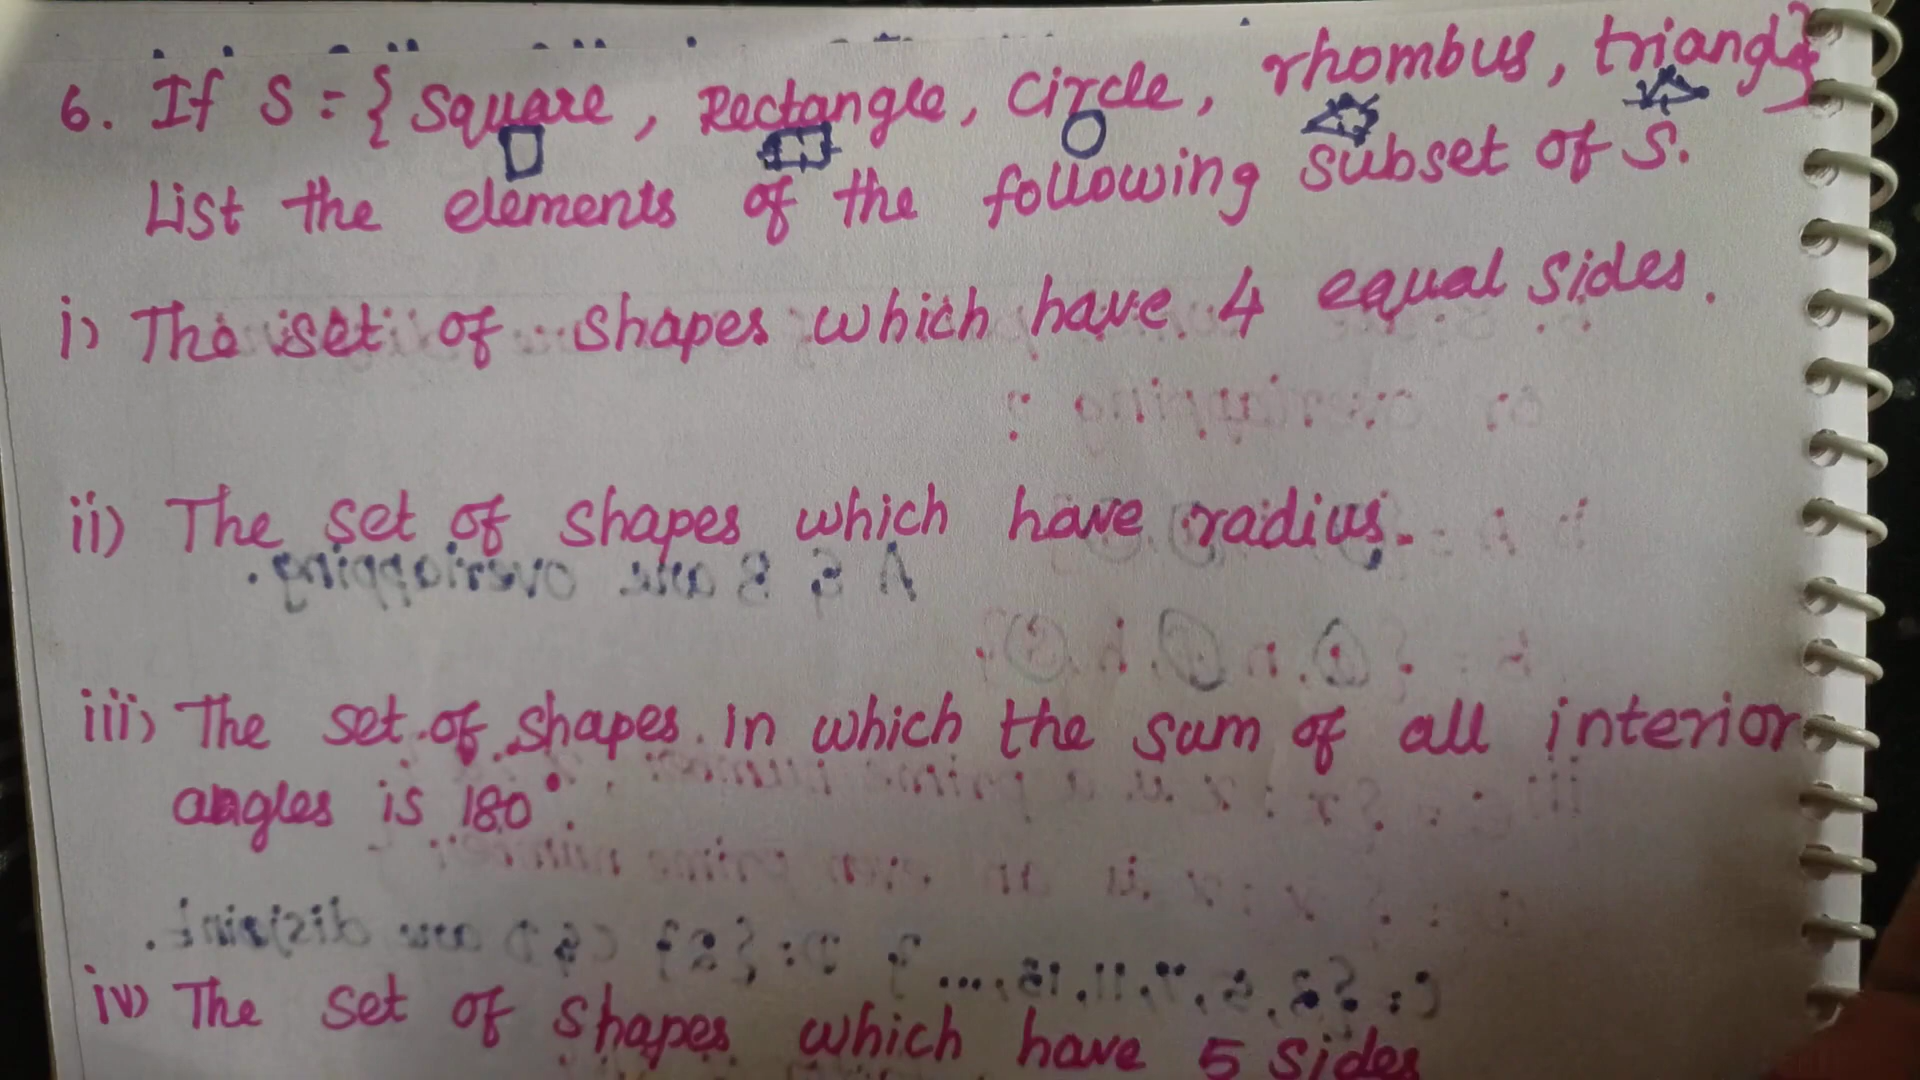 6. If S = { Square, Rectangle, Circle, rhombus, triangle}
List the elements of the following subset of S.
i) The set of shapes which have 4 equal sides.
ii) The set of shapes which have radius.
iii) The set of shapes in which the sum of all interior
angles is 180°.
iv) The set of shapes which have 5 sides